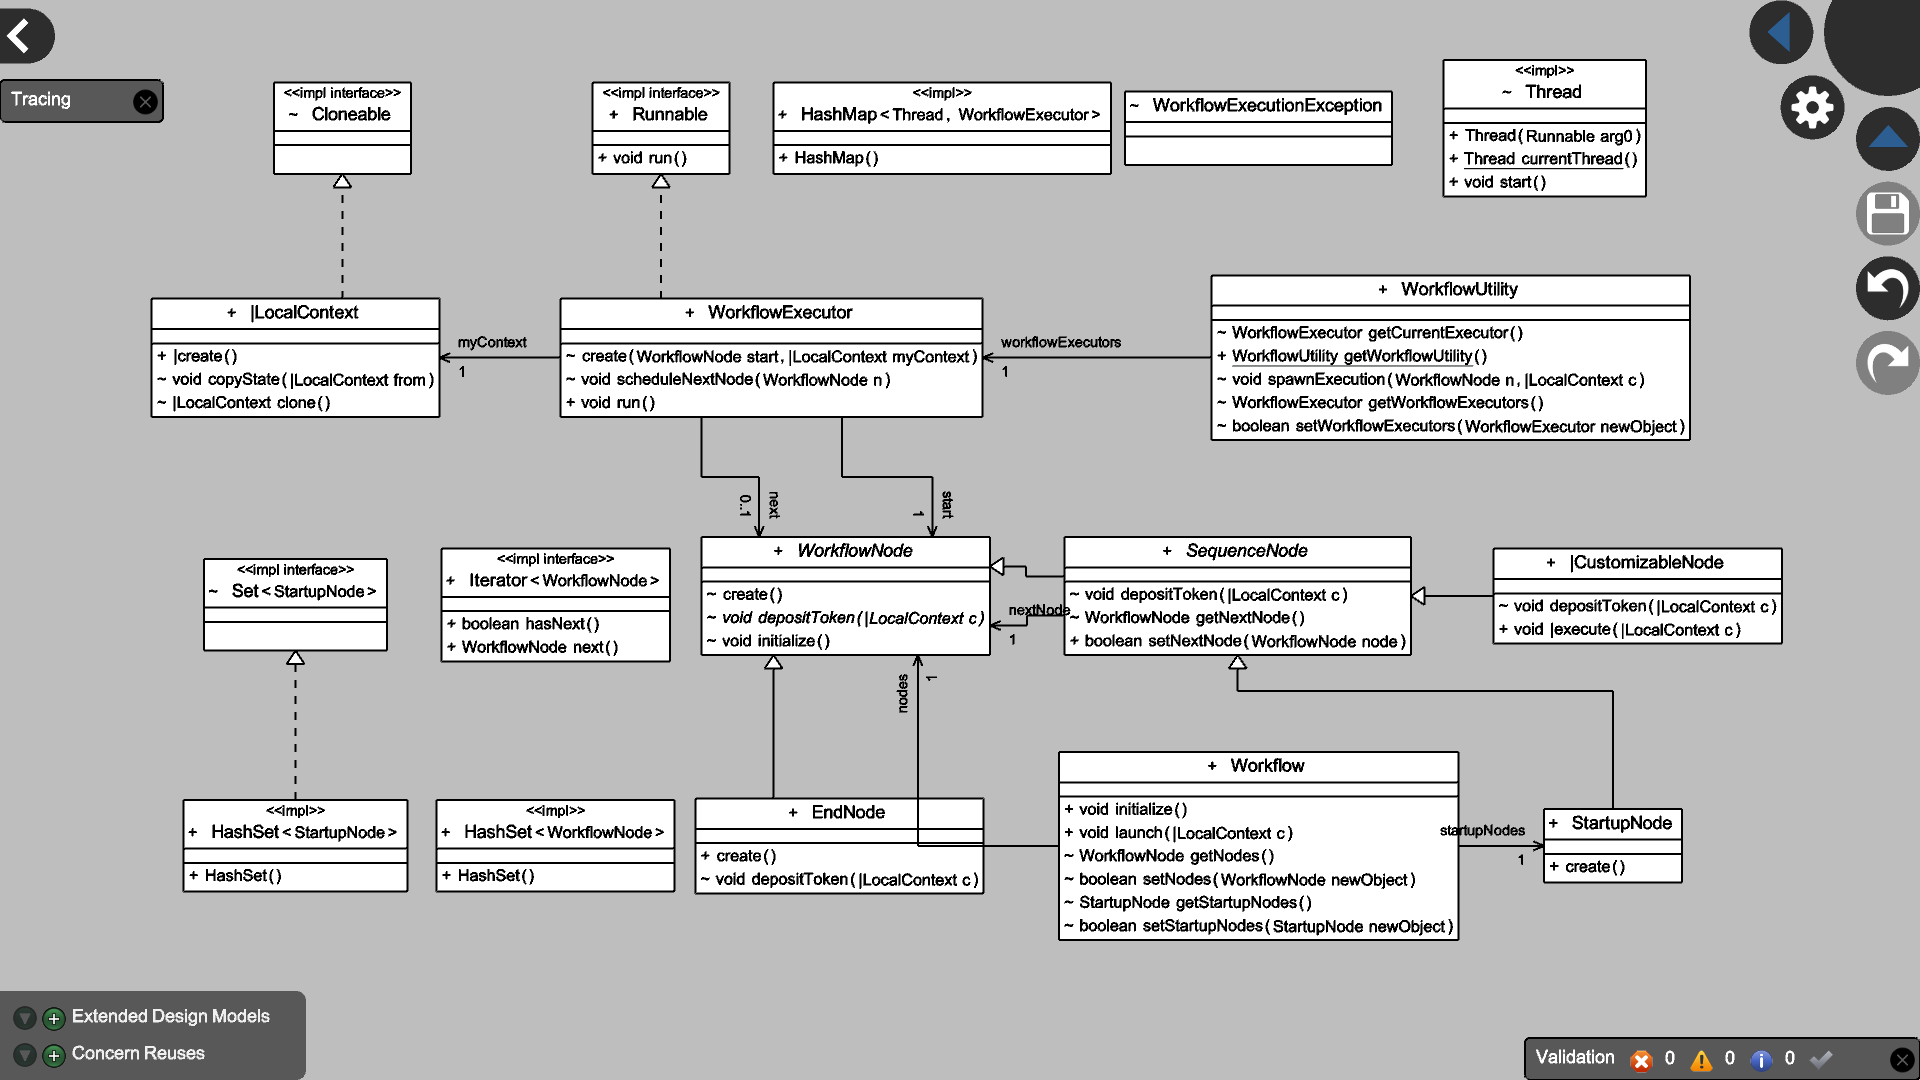 Tracing
<<impl interface>>
~ Cloneable
<<impl interface>>
+ Runnable
+ void run()
<<impl>>
+ HashMap<Thread, WorkflowExecutor>
+ HashMap()
~ WorkflowExecutionException
<<impl>>
~ Thread
+ Thread(Runnable arg0)
+ Thread currentThread()
+ void start()
+ |LocalContext
+ |create()
~ void copyState(|LocalContext from)
~ |LocalContext clone()
myContext
1
+ WorkflowExecutor
~ create(WorkflowNode start, |LocalContext myContext)
~ void scheduleNextNode(WorkflowNode n)
+ void run()
workflowExecutors
1
+ WorkflowUtility
~ WorkflowExecutor getCurrentExecutor()
+ WorkflowUtility getWorkflowUtility()
~ void spawnExecution(WorkflowNode n, |LocalContext c)
~ WorkflowExecutor getWorkflowExecutors()
~ boolean setWorkflowExecutors(WorkflowExecutor newObject)
0..1
next
1
start
<<impl interface>>
~ Set<StartupNode>
<<impl interface>>
+ Iterator<WorkflowNode>
+ boolean hasNext()
+ WorkflowNode next()
+ WorkflowNode
~ create()
~ void depositToken(|LocalContext c)
~ void initialize()
nextNode
1
+ SequenceNode
~ void depositToken(|LocalContext c)
~ WorkflowNode getNextNode()
+ boolean setNextNode(WorkflowNode node)
+ |CustomizableNode
~ void depositToken(|LocalContext c)
+ void |execute(|LocalContext c)
nodes
1
<<impl>>
+ HashSet<StartupNode>
+ HashSet()
<<impl>>
+ HashSet<WorkflowNode>
+ HashSet()
+ EndNode
+ create()
~ void depositToken(|LocalContext c)
+ Workflow
+ void initialize()
+ void launch(|LocalContext c)
~ WorkflowNode getNodes()
~ boolean setNodes(WorkflowNode newObject)
~ StartupNode getStartupNodes()
~ boolean setStartupNodes(StartupNode newObject)
startupNodes
1
+ StartupNode
+ create()
Extended Design Models
Concern Reuses
Validation 0 0 0